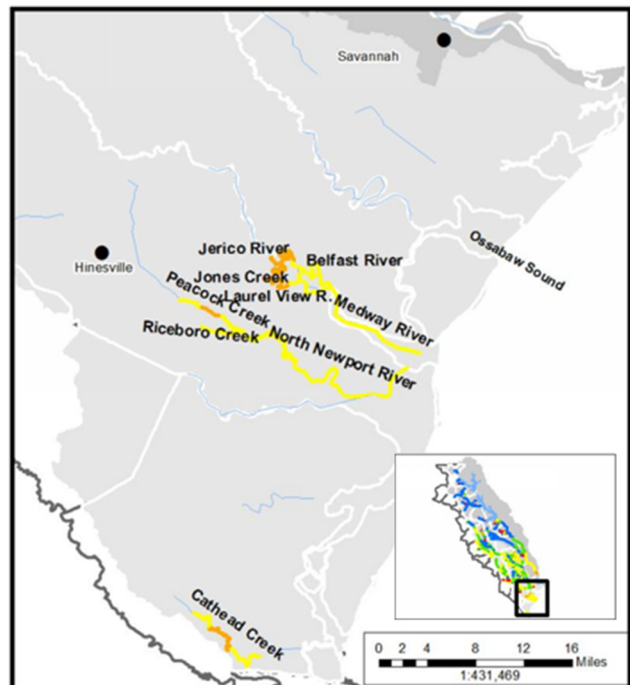 Savannah
Ossabaw Sound
Jerico River
Belfast River
Hinesville
Jones Creek
Laurel View R.
Medway River
Peacock Creek
Riceboro Creek
North Newport River
Cathead Creek
0 2 4 8 12 16
Miles
1:431,469